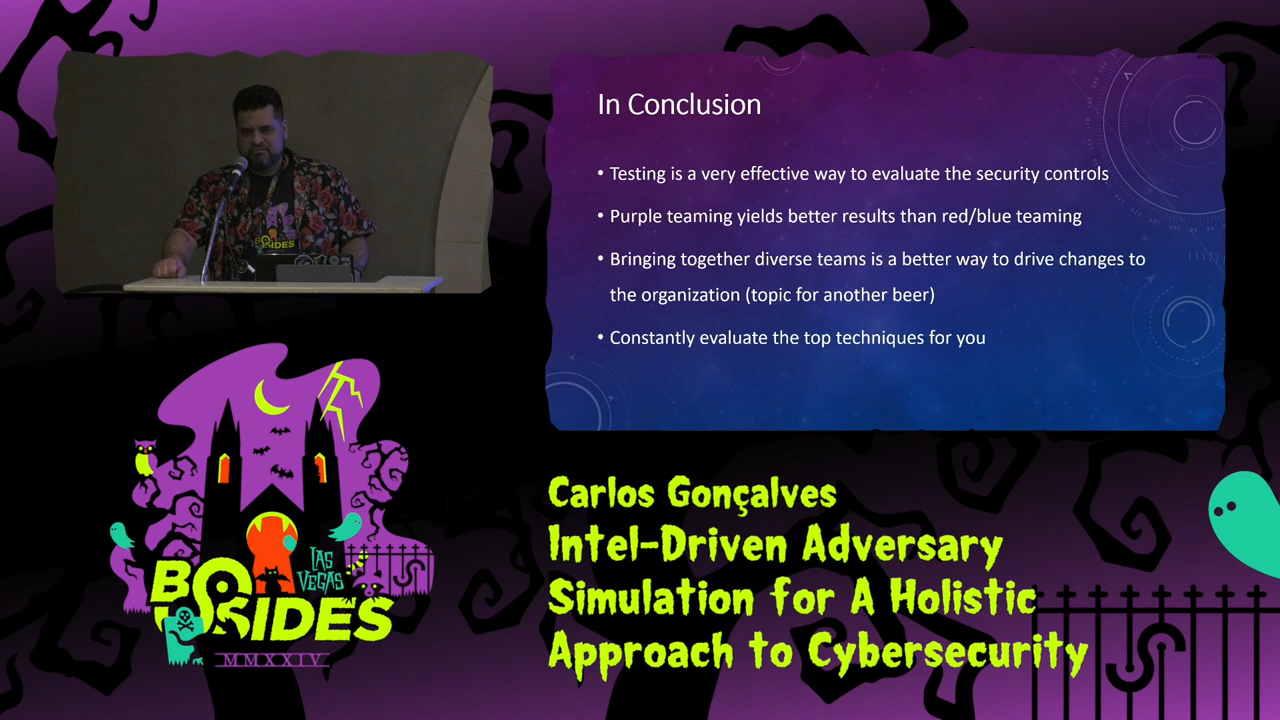 In Conclusion
• Testing is a very effective way to evaluate the security controls
• Purple teaming yields better results than red/blue teaming
• Bringing together diverse teams is a better way to drive changes to
the organization (topic for another beer)
• Constantly evaluate the top techniques for you
BSIDES
LAS
VEGAS
BSIDES
MMXXIV
Carlos Gonçalves
Intel-Driven Adversary
Simulation for A Holistic
Approach to Cybersecurity